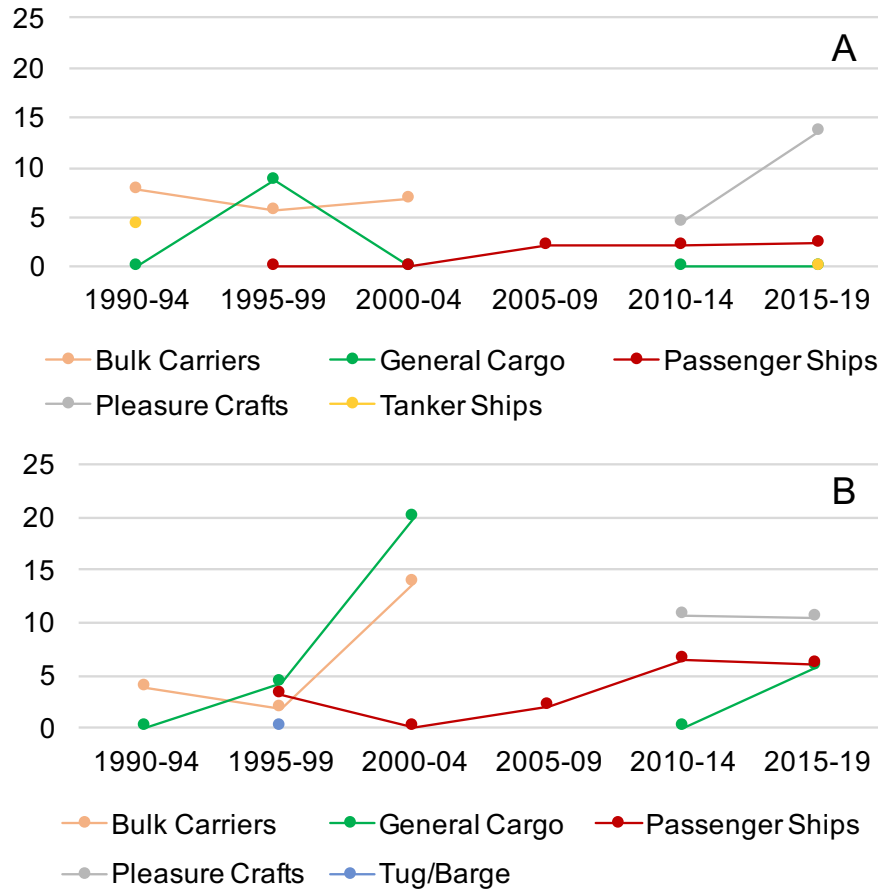 25
A
20
15
10
5
0
1990-94 1995-99 2000-04 2005-09 2010-14 2015-19
Bulk Carriers General Cargo Passenger Ships
Pleasure Crafts Tanker Ships
25
B
20
15
10
5
0
1990-94 1995-99 2000-04 2005-09 2010-14 2015-19
Bulk Carriers General Cargo Passenger Ships
Pleasure Crafts Tug/Barge